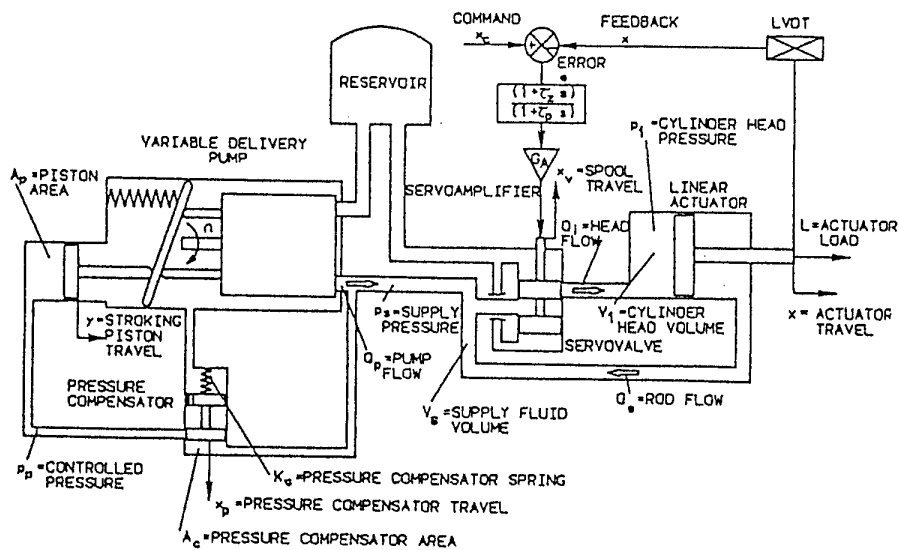 COMMAND
x_c
FEEDBACK
x
LVDT
ERROR
e
(1+τ_z s)
(1+τ_p s)
G_A
RESERVOIR
VARIABLE DELIVERY
PUMP
A_p=PISTON
AREA
SERVOAMPLIFIER
x_v=SPOOL
TRAVEL
p_1=CYLINDER HEAD
PRESSURE
LINEAR
ACTUATOR
Q_1=HEAD
FLOW
L=ACTUATOR
LOAD
Ω
p_s=SUPPLY
PRESSURE
y=STROKING
PISTON
TRAVEL
Q_p=PUMP
FLOW
V_1=CYLINDER
HEAD VOLUME
x=ACTUATOR
TRAVEL
SERVOVALVE
PRESSURE
COMPENSATOR
Q_s=ROD FLOW
V_s=SUPPLY FLUID
VOLUME
p_p=CONTROLLED
PRESSURE
K_c=PRESSURE COMPENSATOR SPRING
x_p=PRESSURE COMPENSATOR TRAVEL
A_c=PRESSURE COMPENSATOR AREA